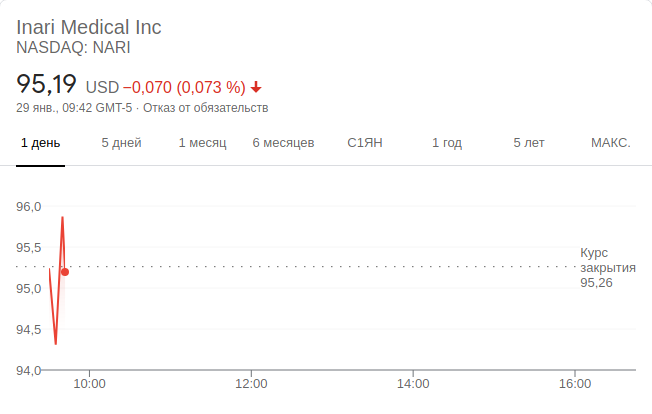 Inari Medical Inc
NASDAQ: NARI
95,19 USD −0,070 (0,073 %)
29 янв., 09:42 GMT-5 · Отказ от обязательств
1 день 5 дней 1 месяц 6 месяцев С1ЯН 1 год 5 лет МАКС.
96,0
95,5
95,0
94,5
94,0
Курс
закрытия
95,26
10:00 12:00 14:00 16:00